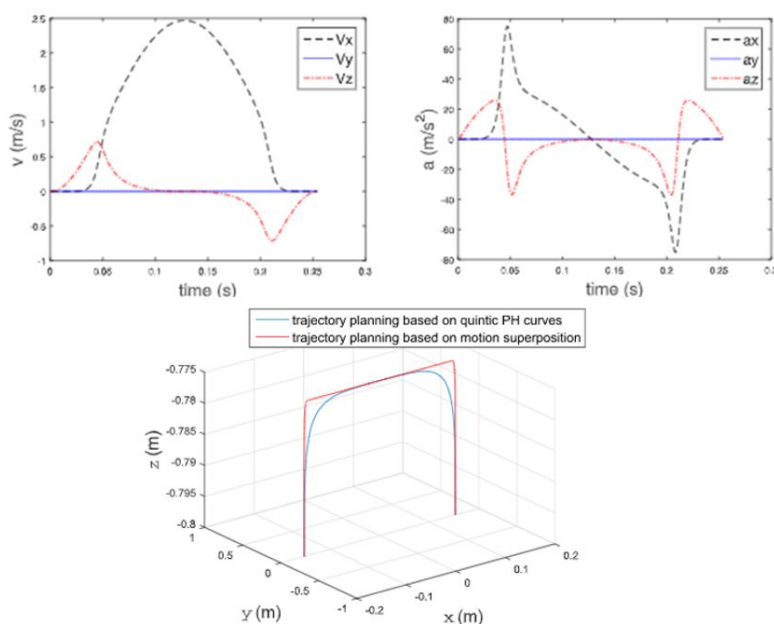 2.5
2
1.5
1
0.5
0
-0.5
-1
v (m/s)
0 0.05 0.1 0.15 0.2 0.25 0.3
time (s)
Vx
Vy
Vz
80
60
40
20
0
-20
-40
-60
-80
a (m/s²)
0 0.05 0.1 0.15 0.2 0.25 0.3
time (s)
ax
ay
az
trajectory planning based on quintic PH curves
trajectory planning based on motion superposition
-0.775
-0.78
-0.785
-0.79
-0.795
-0.8
z (m)
1
0.5
0
-0.5
-1
y (m)
-0.2
-0.1
0
0.1
0.2
x (m)